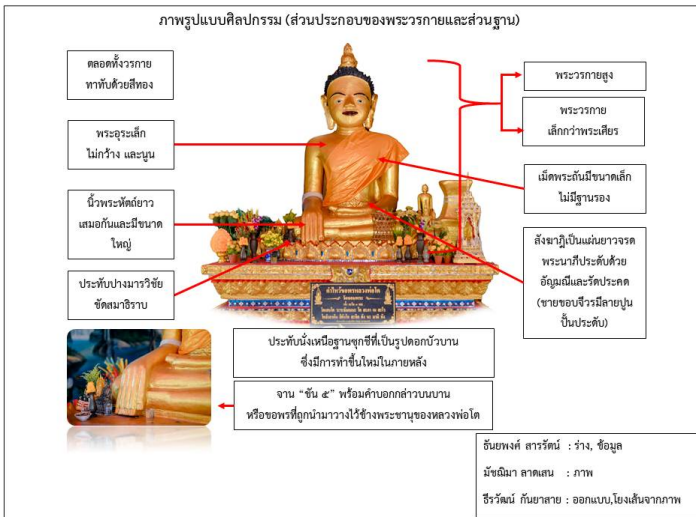 ภาพรูปแบบศิลปกรรม (ส่วนประกอบของพระวรกายและส่วนฐาน)
ตลอดทั้งวรกาย
ทาทับด้วยสีทอง
พระอุระเล็ก
ไม่กว้าง และนูน
นิ้วพระหัตถ์ยาว
เสมอกันและมีขนาด
ใหญ่
ประทับปางมารวิชัย
ขัดสมาธิราบ
พระวรกายสูง
พระวรกาย
เล็กกว่าพระเศียร
เม็ดพระถันมีขนาดเล็ก
ไม่มีฐานรอง
สังฆาฏิเป็นแผ่นยาวจรด
พระนาภีประดับด้วย
อัญมณีและรัดประคด
(ชายขอบจีวรมีลายปูน
ปั้นประดับ)
ประทับนั่งเหนือฐานชุกชีที่เป็นรูปดอกบัวบาน
ซึ่งมีการทำขึ้นใหม่ในภายหลัง
จาน “ขัน ๕” พร้อมคำบอกกล่าวบนบาน
หรือขอพรที่ถูกนำมาวางไว้ข้างพระชานุของหลวงพ่อโต
ธันยพงศ์ สารรัตน์ : ร่าง, ข้อมูล
มัชฌิมา ลาดเสน : ภาพ
ธีรวัฒน์ กันยาสาย : ออกแบบ,โยงเส้นจากภาพ